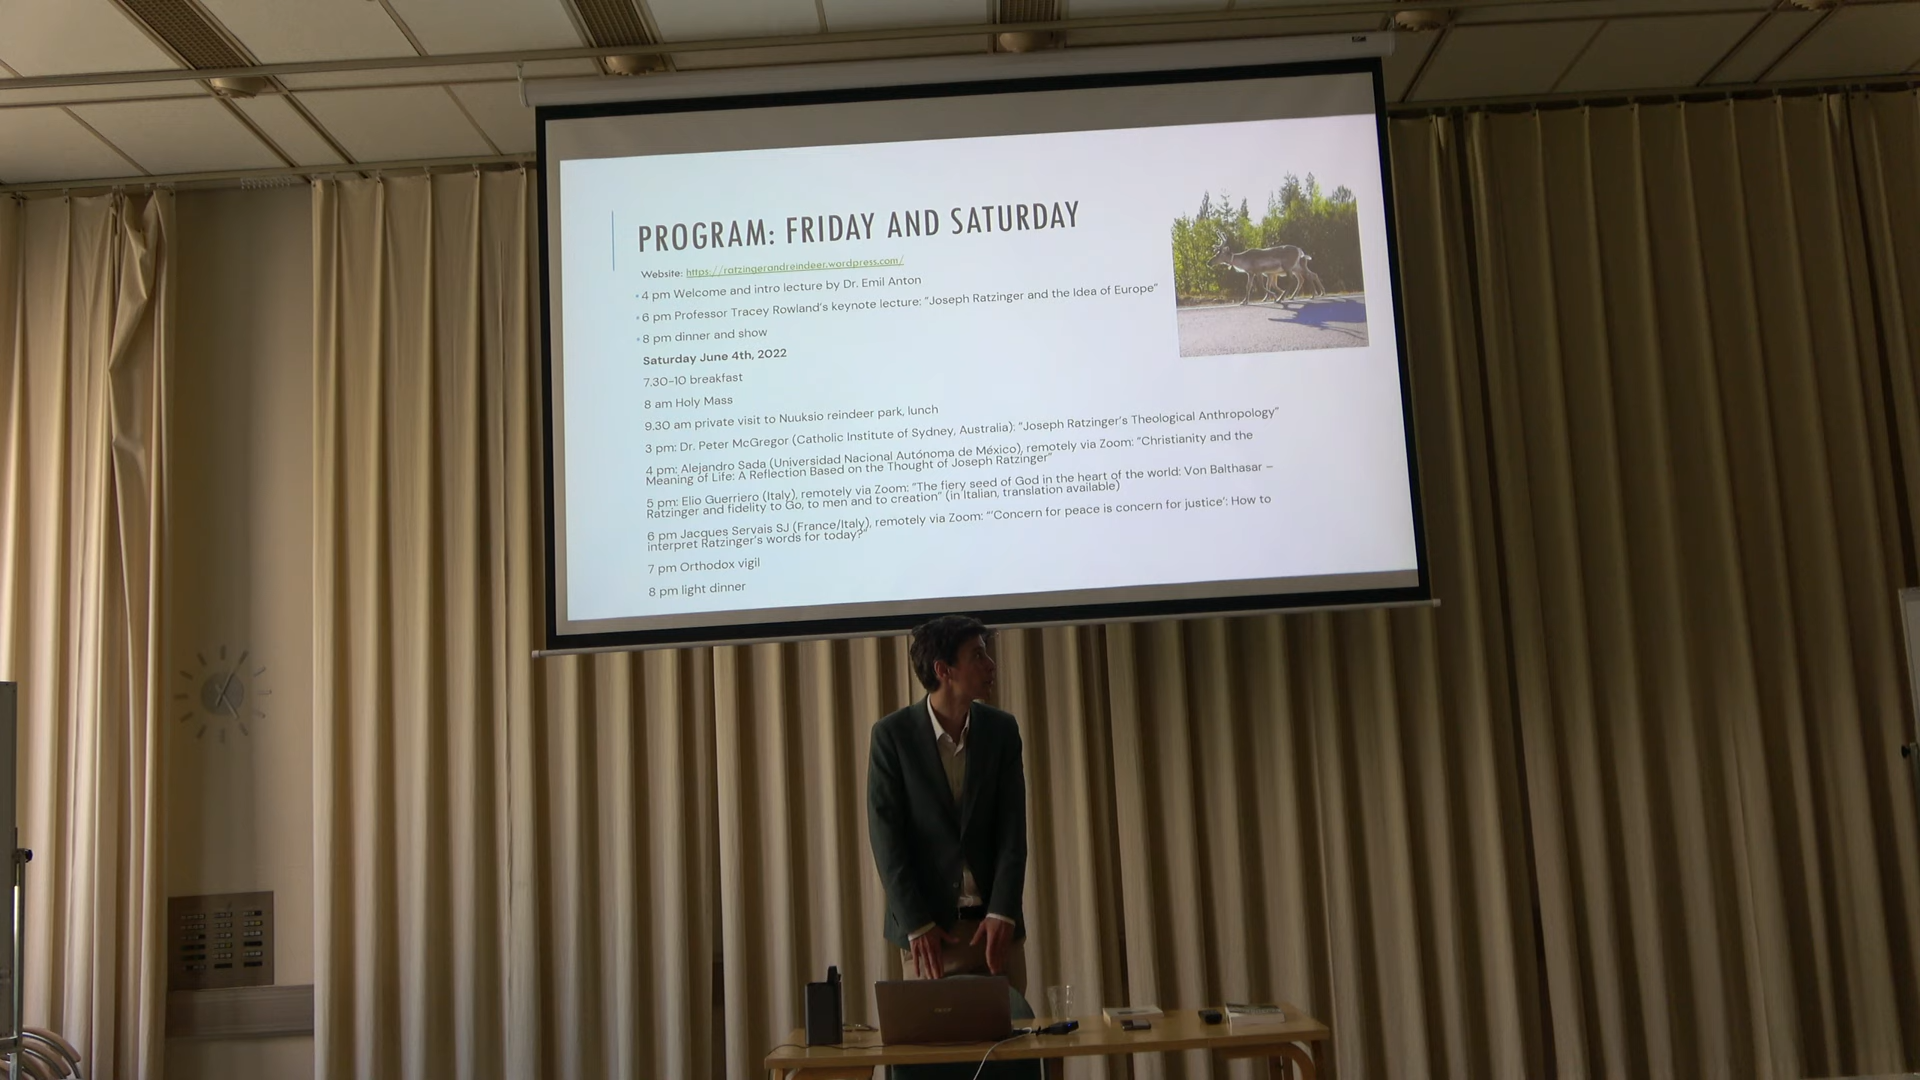 PROGRAM: FRIDAY AND SATURDAY
Website: https://ratzingerandreindeer.wordpress.com/
4 pm Welcome and intro lecture by Dr. Emil Anton
6 pm Professor Tracey Rowland's keynote lecture: "Joseph Ratzinger and the Idea of Europe"
8 pm dinner and show
Saturday June 4th, 2022
7.30-10 breakfast
8 am Holy Mass
9.30 am private visit to Nuuksio reindeer park, lunch
3 pm: Dr. Peter McGregor (Catholic Institute of Sydney, Australia): "Joseph Ratzinger's Theological Anthropology"
4 pm: Alejandro Sada (Universidad Nacional Autónoma de México), remotely via Zoom: "Christianity and the
Meaning of Life: A Reflection Based on the Thought of Joseph Ratzinger"
5 pm: Elio Guerriero (Italy), remotely via Zoom: "The fiery seed of God in the heart of the world: Von Balthasar –
Ratzinger and fidelity to Go, to men and to creation" (in Italian, translation available)
6 pm Jacques Servais SJ (France/Italy), remotely via Zoom: "'Concern for peace is concern for justice': How to
interpret Ratzinger's words for today?"
7 pm Orthodox vigil
8 pm light dinner